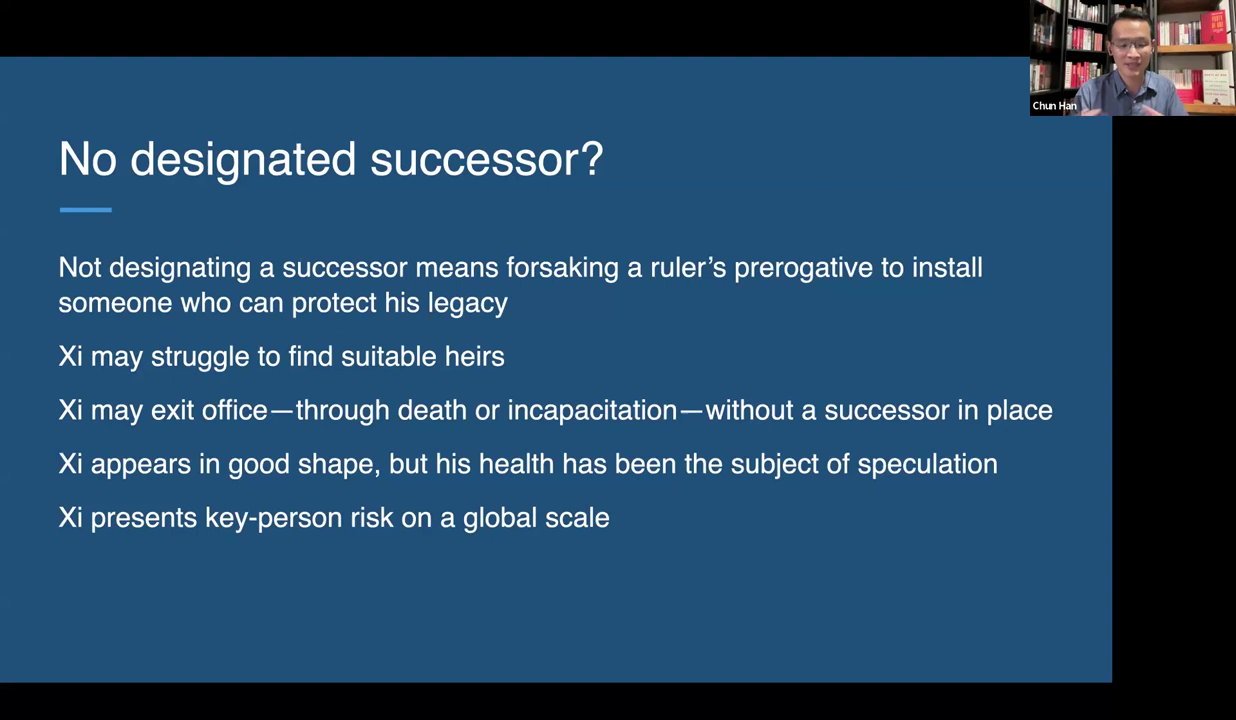 Chun Han
No designated successor?
Not designating a successor means forsaking a ruler’s prerogative to install
someone who can protect his legacy
Xi may struggle to find suitable heirs
Xi may exit office—through death or incapacitation—without a successor in place
Xi appears in good shape, but his health has been the subject of speculation
Xi presents key-person risk on a global scale